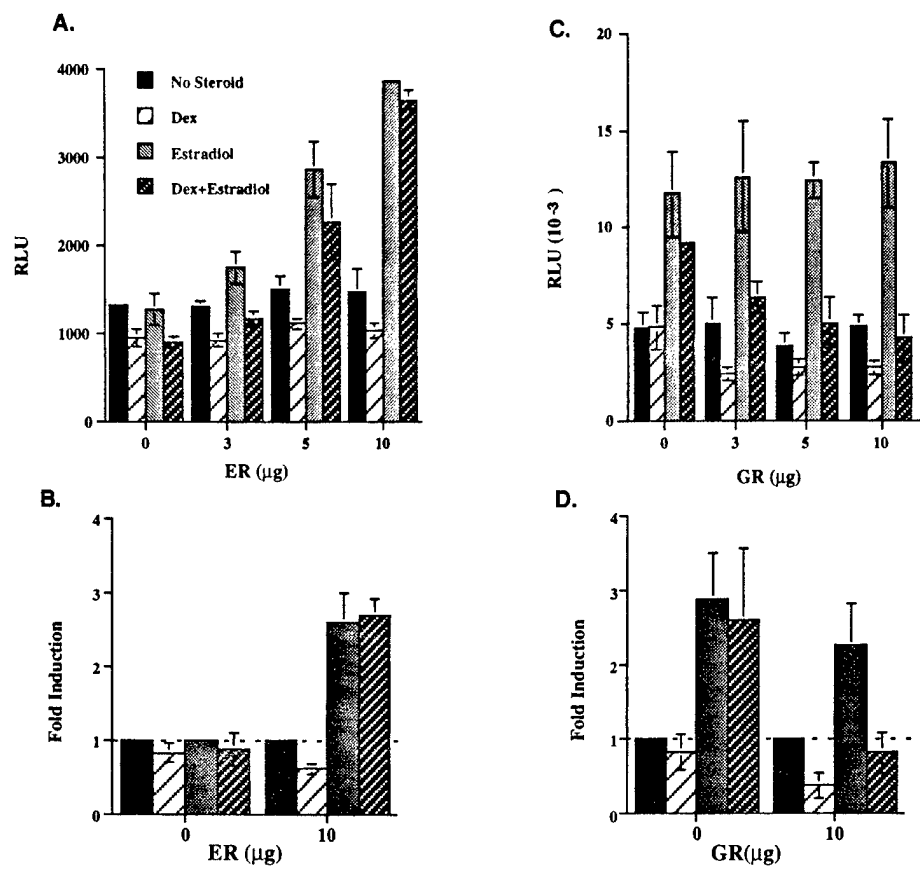 A.
4000
3000
2000
1000
0
RLU
No Steroid
Dex
Estradiol
Dex+Estradiol
0 3 5 10
ER (µg)
C.
20
15
10
5
0
RLU (10⁻³)
0 3 5 10
GR (µg)
B.
4
3
2
1
0
Fold Induction
0 10
ER (µg)
D.
4
3
2
1
0
Fold Induction
0 10
GR(µg)